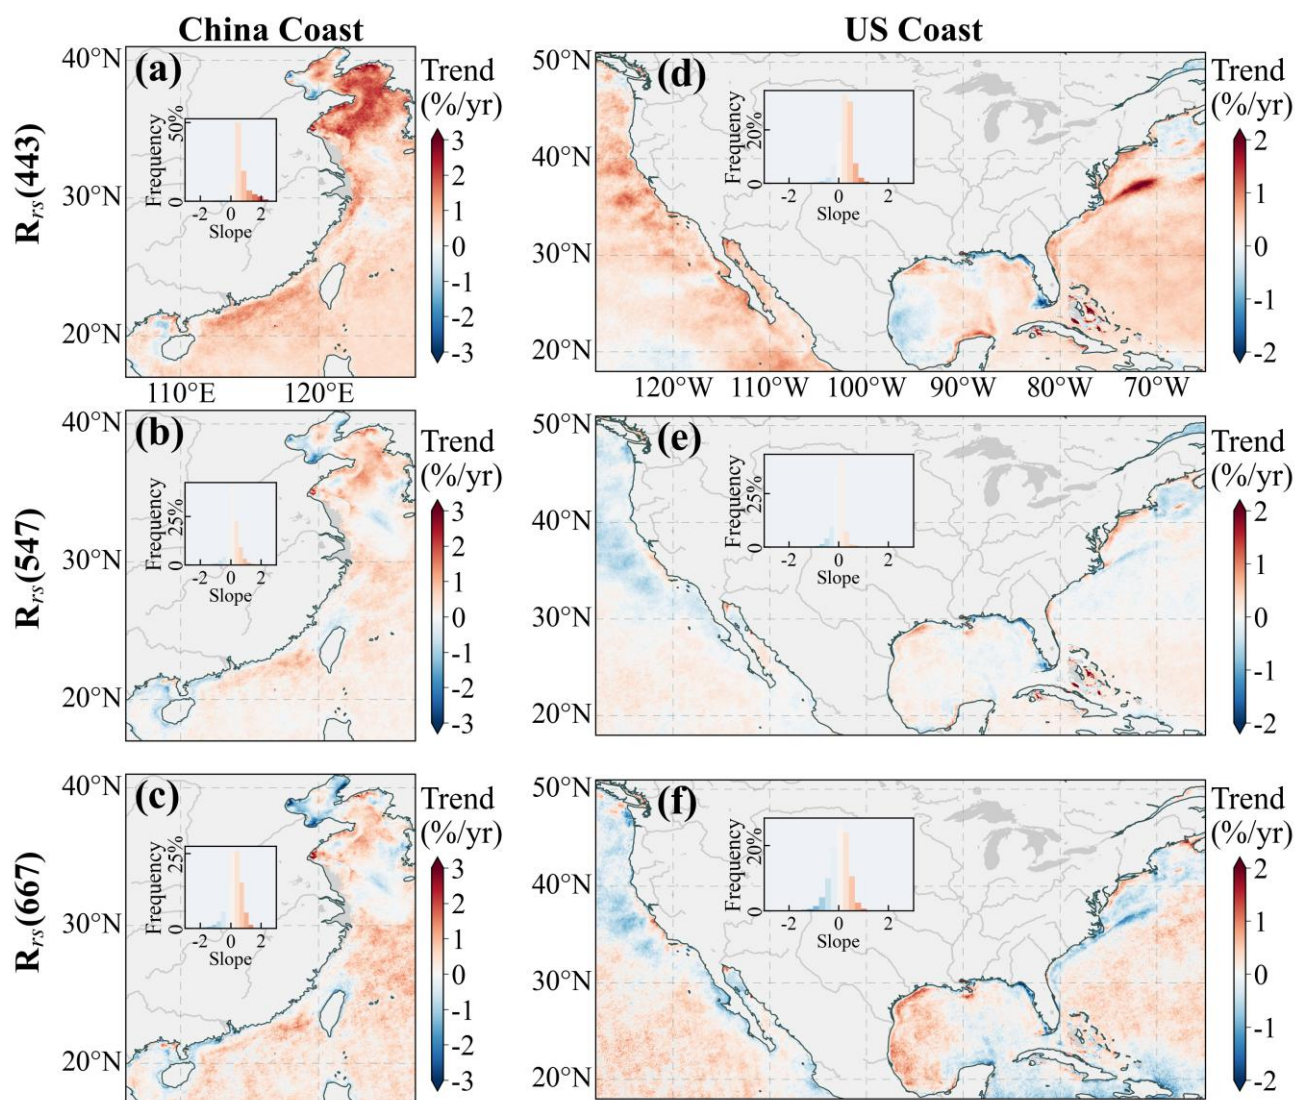 China Coast
US Coast
R_rs(443)
(a)
40°N
30°N
20°N
110°E
120°E
Frequency
50%
0
-2 0 2
Slope
Trend
(%/yr)
3
2
1
0
-1
-2
-3
(d)
50°N
40°N
30°N
20°N
120°W
110°W
100°W
90°W
80°W
70°W
Frequency
20%
0
-2 0 2
Slope
Trend
(%/yr)
2
1
0
-1
-2
R_rs(547)
(b)
40°N
30°N
20°N
Frequency
25%
0
-2 0 2
Slope
Trend
(%/yr)
3
2
1
0
-1
-2
-3
(e)
50°N
40°N
30°N
20°N
Frequency
25%
0
-2 0 2
Slope
Trend
(%/yr)
2
1
0
-1
-2
R_rs(667)
(c)
40°N
30°N
20°N
Frequency
25%
0
-2 0 2
Slope
Trend
(%/yr)
3
2
1
0
-1
-2
-3
(f)
50°N
40°N
30°N
20°N
Frequency
20%
0
-2 0 2
Slope
Trend
(%/yr)
2
1
0
-1
-2